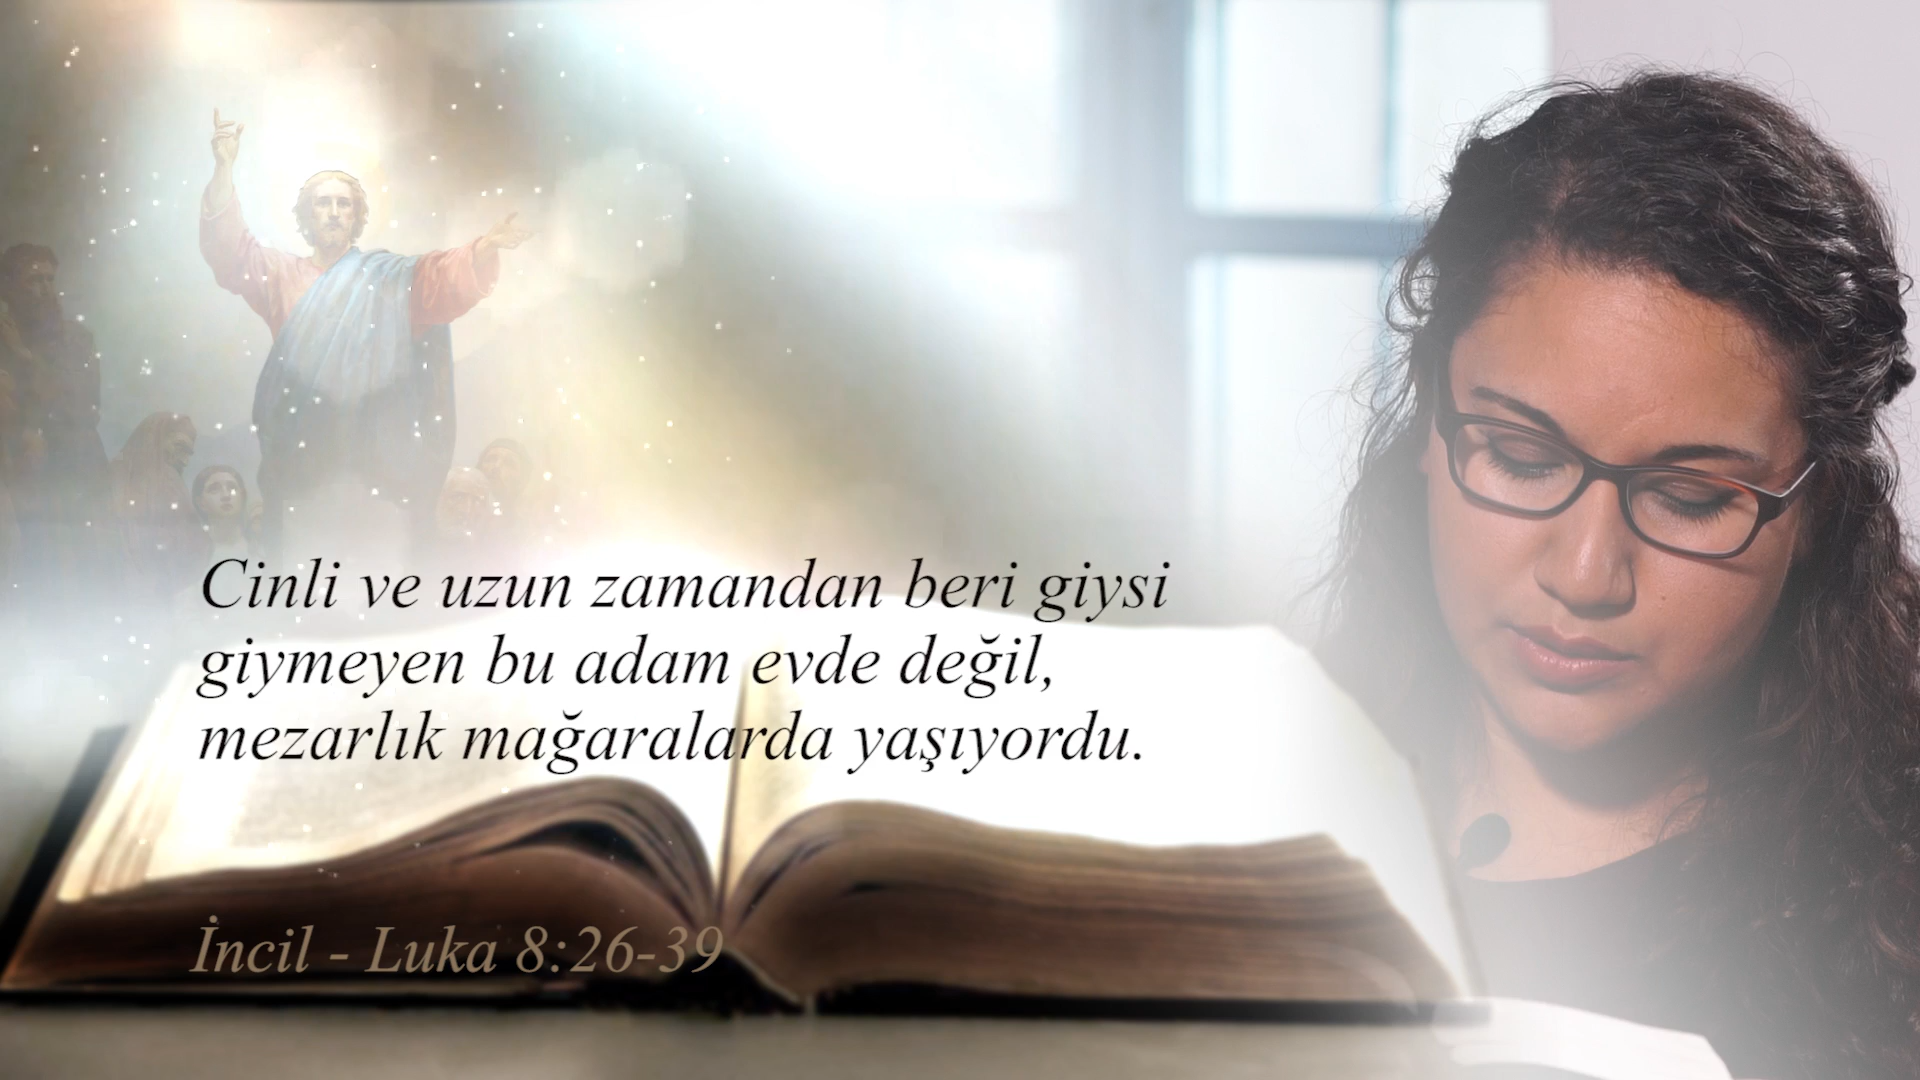 Cinli ve uzun zamandan beri giysi
giymeyen bu adam evde değil,
mezarlık mağaralarda yaşıyordu.
İncil - Luka 8:26-39